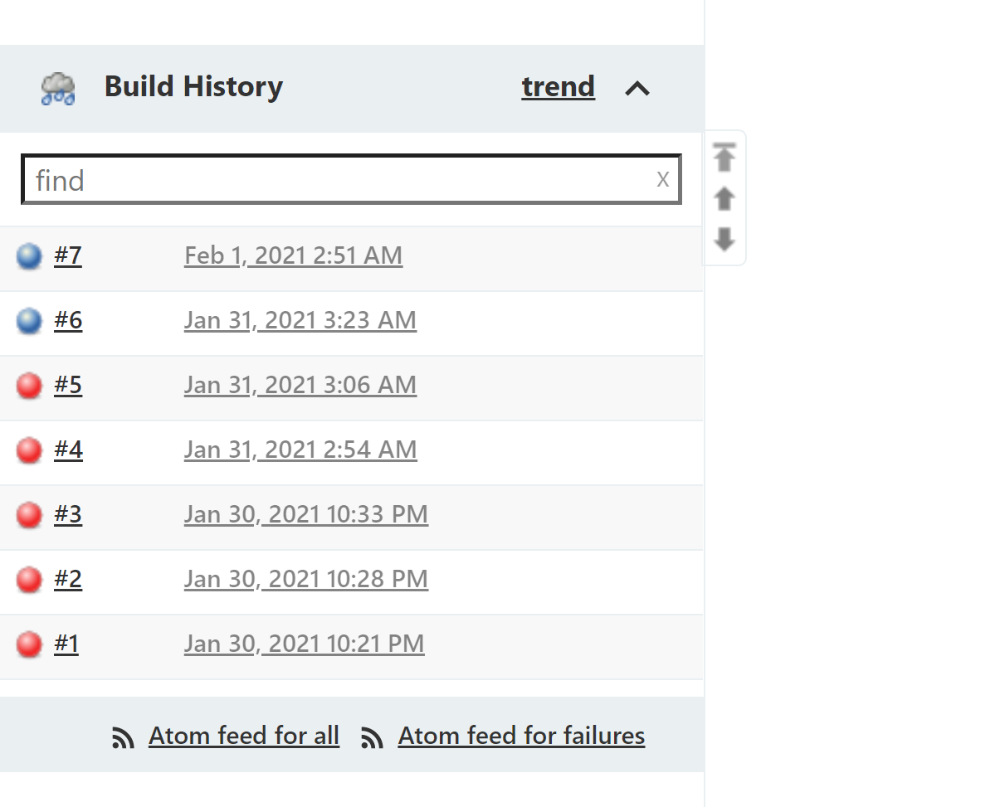 Build History trend
find X
#7 Feb 1, 2021 2:51 AM
#6 Jan 31, 2021 3:23 AM
#5 Jan 31, 2021 3:06 AM
#4 Jan 31, 2021 2:54 AM
#3 Jan 30, 2021 10:33 PM
#2 Jan 30, 2021 10:28 PM
#1 Jan 30, 2021 10:21 PM
Atom feed for all Atom feed for failures